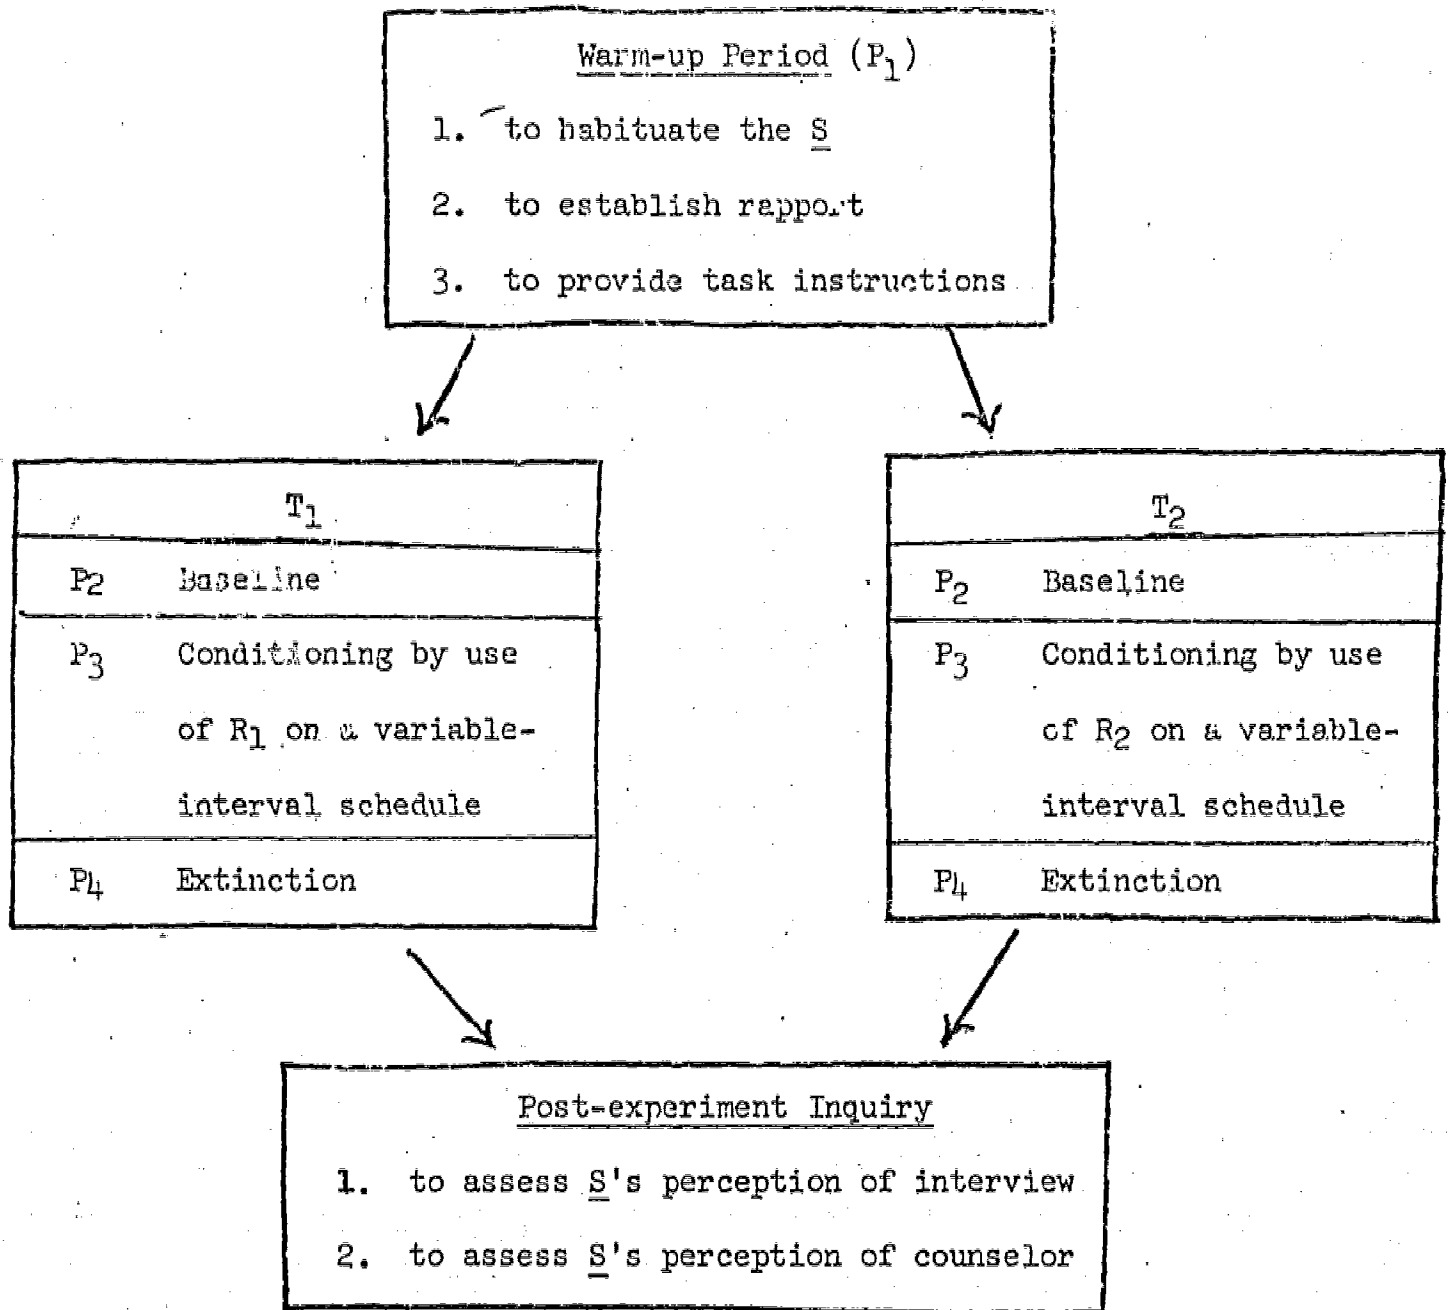 Warm-up Period (P1)
1. to habituate the S
2. to establish rapport
3. to provide task instructions
T1
P2 Baseline
P3 Conditioning by use
of R1 on a variable-
interval schedule
P4 Extinction
T2
P2 Baseline
P3 Conditioning by use
of R2 on a variable-
interval schedule
P4 Extinction
Post-experiment Inquiry
1. to assess S's perception of interview
2. to assess S's perception of counselor